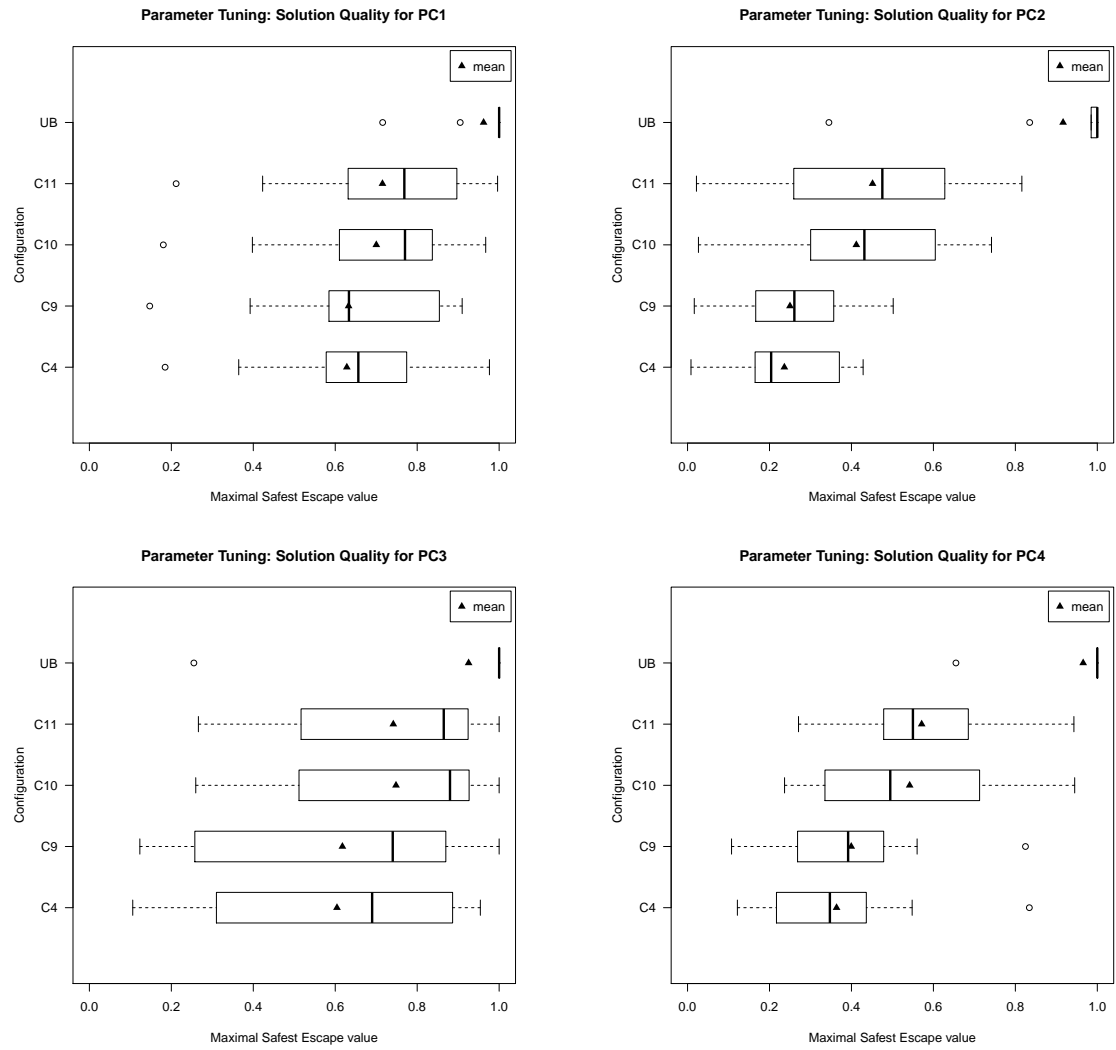 Parameter Tuning: Solution Quality for PC1
mean
UB
C11
C10
C9
C4
Configuration
0.0 0.2 0.4 0.6 0.8 1.0
Maximal Safest Escape value
Parameter Tuning: Solution Quality for PC2
mean
UB
C11
C10
C9
C4
Configuration
0.0 0.2 0.4 0.6 0.8 1.0
Maximal Safest Escape value
Parameter Tuning: Solution Quality for PC3
mean
UB
C11
C10
C9
C4
Configuration
0.0 0.2 0.4 0.6 0.8 1.0
Maximal Safest Escape value
Parameter Tuning: Solution Quality for PC4
mean
UB
C11
C10
C9
C4
Configuration
0.0 0.2 0.4 0.6 0.8 1.0
Maximal Safest Escape value